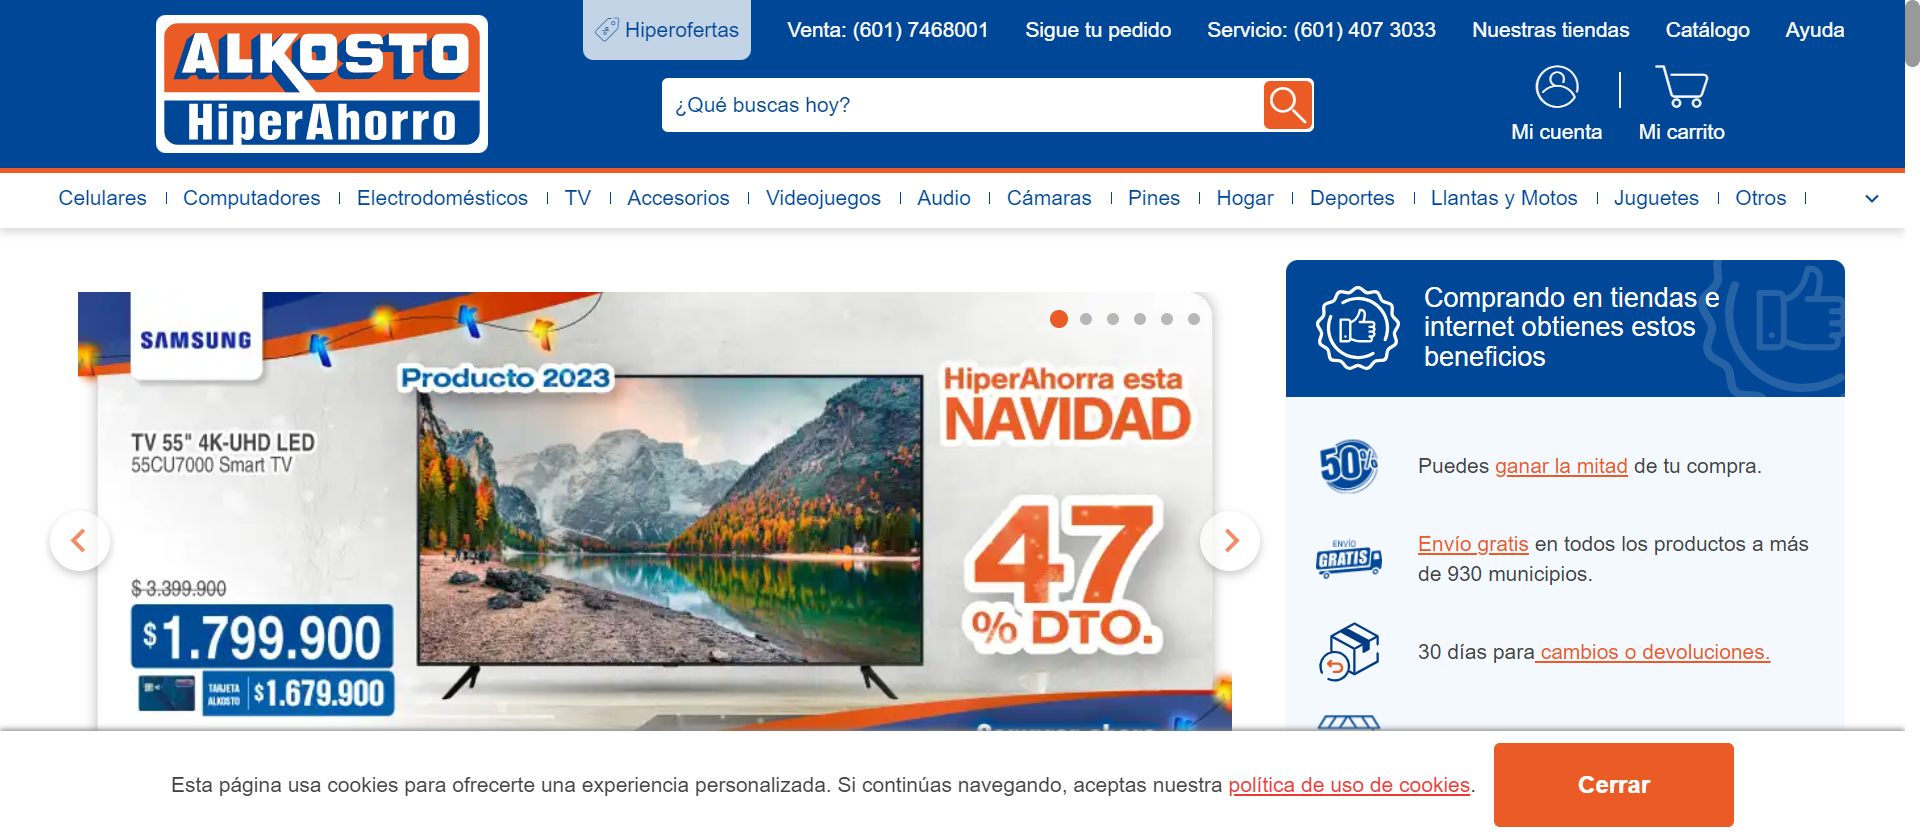 ALKOSTO
HiperAhorro
Hiperofertas
Venta: (601) 7468001
Sigue tu pedido
Servicio: (601) 407 3033
Nuestras tiendas
Catálogo
Ayuda
¿Qué buscas hoy?
Mi cuenta
Mi carrito
Celulares
Computadores
Electrodomésticos
TV
Accesorios
Videojuegos
Audio
Cámaras
Pines
Hogar
Deportes
Llantas y Motos
Juguetes
Otros
SAMSUNG
Producto 2023
TV 55" 4K-UHD LED
55CU7000 Smart TV
$ 3.399.900
$1.799.900
TARJETA
ALKOSTO
$1.679.900
HiperAhorra esta
NAVIDAD
47
% DTO.
Comprando en tiendas e
internet obtienes estos
beneficios
50%
Puedes ganar la mitad de tu compra.
ENVÍO
GRATIS
Envío gratis en todos los productos a más
de 930 municipios.
30 días para cambios o devoluciones.
Esta página usa cookies para ofrecerte una experiencia personalizada. Si continúas navegando, aceptas nuestra política de uso de cookies.
Cerrar